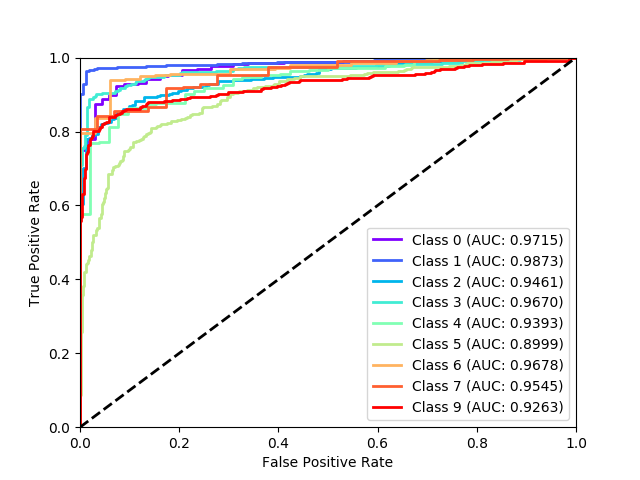 1.0
0.8
0.6
0.4
0.2
0.0
True Positive Rate
Class 0 (AUC: 0.9715)
Class 1 (AUC: 0.9873)
Class 2 (AUC: 0.9461)
Class 3 (AUC: 0.9670)
Class 4 (AUC: 0.9393)
Class 5 (AUC: 0.8999)
Class 6 (AUC: 0.9678)
Class 7 (AUC: 0.9545)
Class 9 (AUC: 0.9263)
0.0 0.2 0.4 0.6 0.8 1.0
False Positive Rate